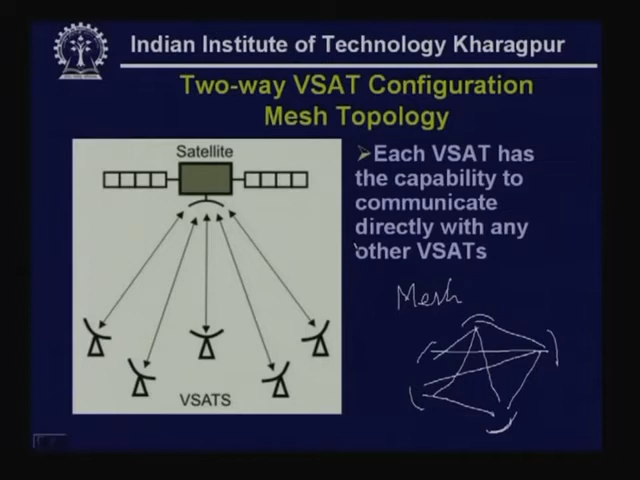 Indian Institute of Technology Kharagpur
Two-way VSAT Configuration
Mesh Topology
Satellite
VSATS
➢Each VSAT has
the capability to
communicate
directly with any
other VSATs
Mesh